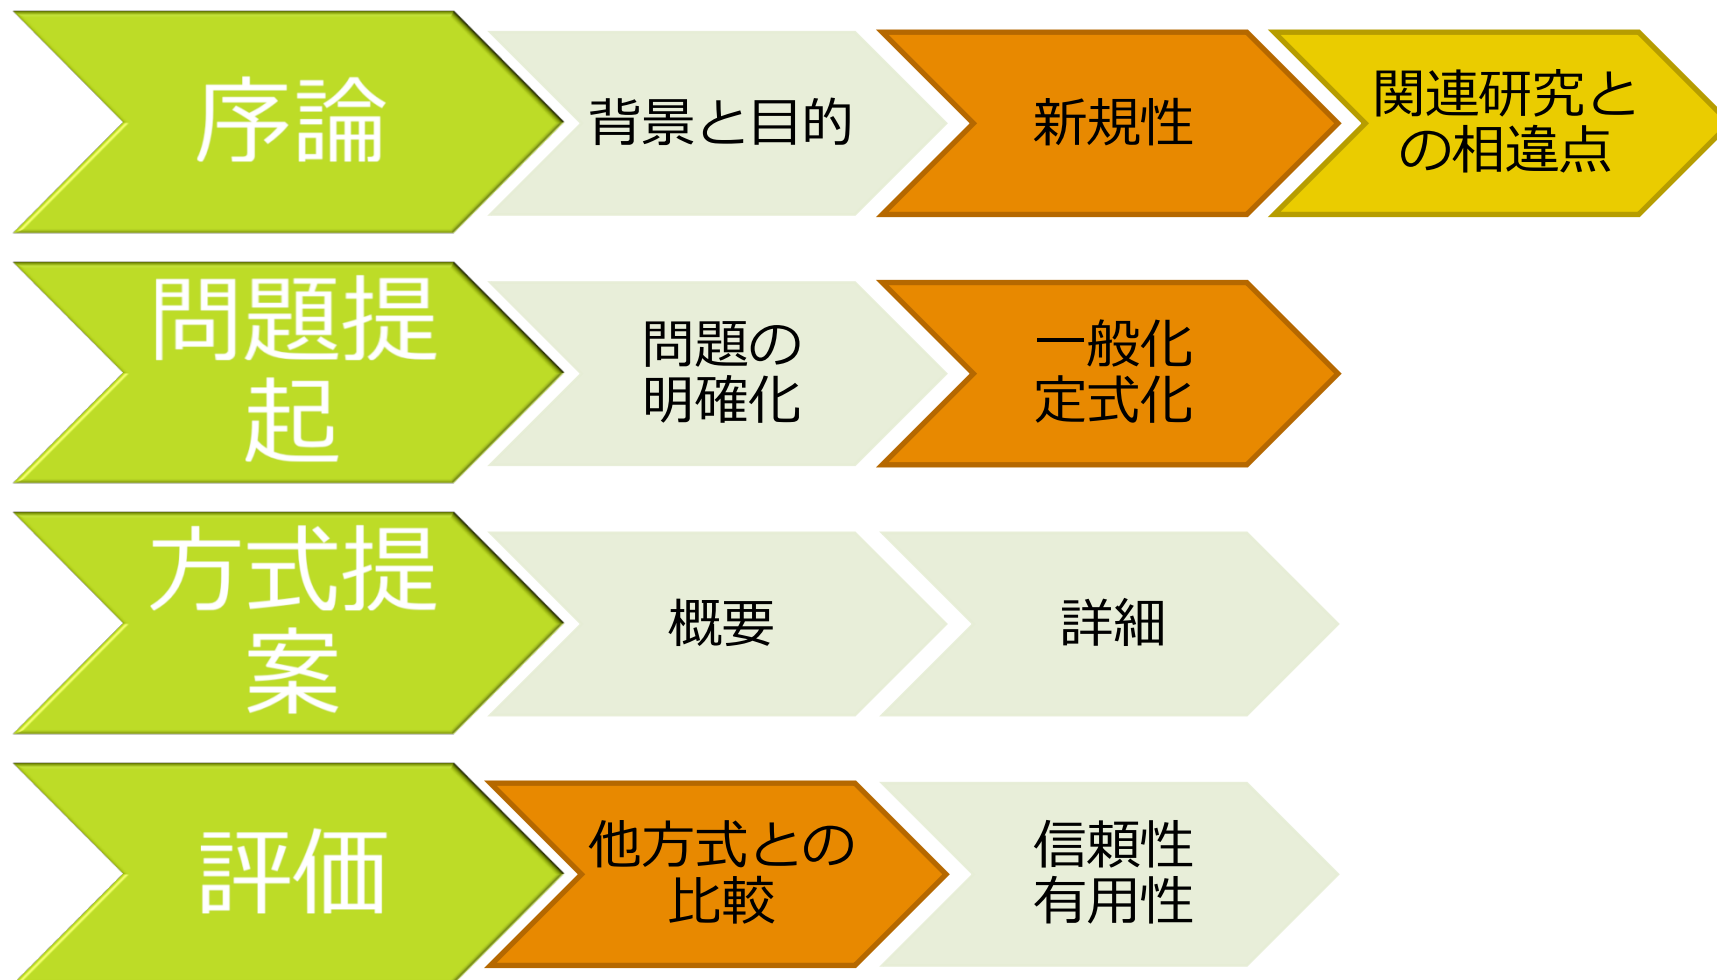 序論
背景と目的
新規性
関連研究と
の相違点
問題提
起
問題の
明確化
一般化
定式化
方式提
案
概要
詳細
評価
他方式との
比較
信頼性
有用性